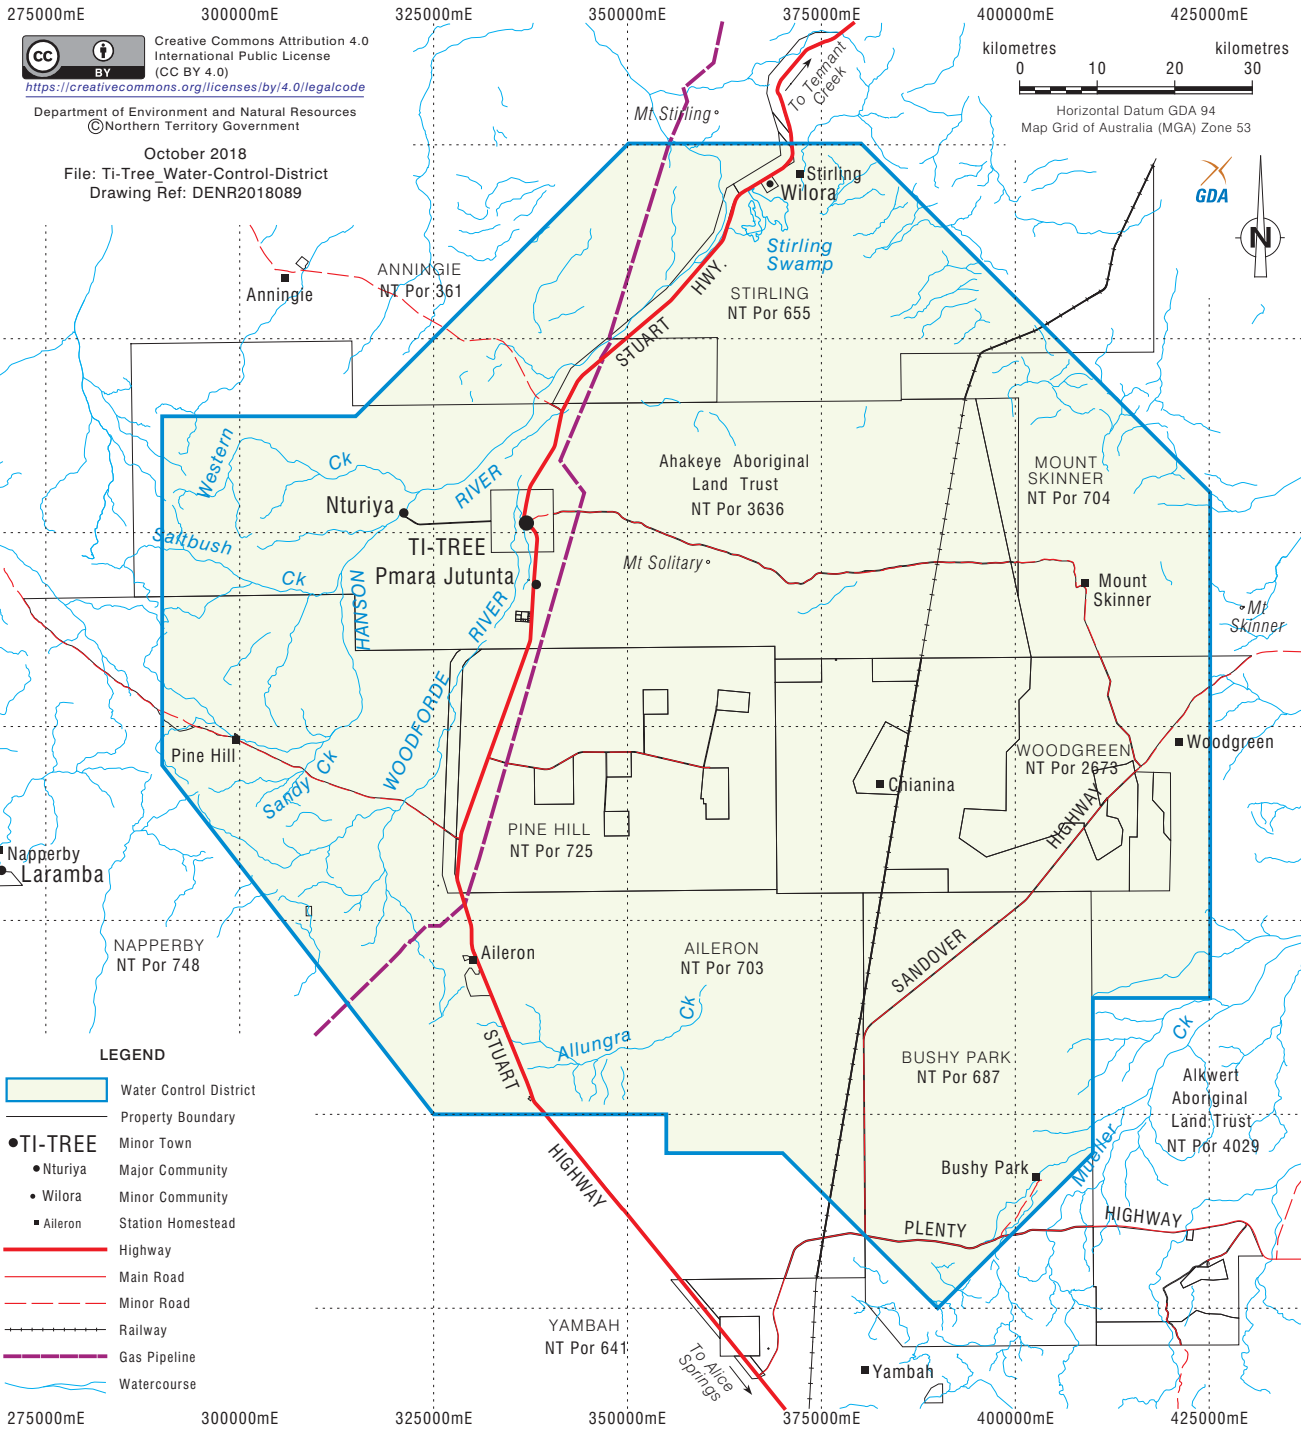 275000mE 300000mE 325000mE 350000mE 375000mE 400000mE 425000mE
cc
BY
Creative Commons Attribution 4.0
International Public License
(CC BY 4.0)
https://creativecommons.org/licenses/by/4.0/legalcode
Department of Environment and Natural Resources
©Northern Territory Government
October 2018
File: Ti-Tree_Water-Control-District
Drawing Ref: DENR2018089
kilometres kilometres
0 10 20 30
Horizontal Datum GDA 94
Map Grid of Australia (MGA) Zone 53
GDA
N
To Tennant
Creek
Mt Stirling
Stirling
Wilora
Stirling
Swamp
ANNINGIE
NT Por 361
Anningie
HWY.
STUART
STIRLING
NT Por 655
Western
Ck
RIVER
Nturiya
Ahakeye Aboriginal
Land Trust
NT Por 3636
MOUNT
SKINNER
NT Por 704
Saltbush
Ck
TI-TREE
Pmara Jutunta
Mt Solitary
Mount
Skinner
Mt
Skinner
HANSON
RIVER
WOODFORDE
Pine Hill
Sandy Ck
Woodgreen
WOODGREEN
NT Por 2673
Chianina
HIGHWAY
PINE HILL
NT Por 725
Napperby
Laramba
NAPPERBY
NT Por 748
Aileron
AILERON
NT Por 703
SANDOVER
Ck
Allungra
STUART
BUSHY PARK
NT Por 687
Ck
Alkwert
Aboriginal
Land Trust
NT Por 4029
Mueller
Bushy Park
HIGHWAY
PLENTY
HIGHWAY
YAMBAH
NT Por 641
To Alice
Springs
Yambah
LEGEND
Water Control District
Property Boundary
TI-TREE Minor Town
Nturiya Major Community
Wilora Minor Community
Aileron Station Homestead
Highway
Main Road
Minor Road
Railway
Gas Pipeline
Watercourse
275000mE 300000mE 325000mE 350000mE 375000mE 400000mE 425000mE